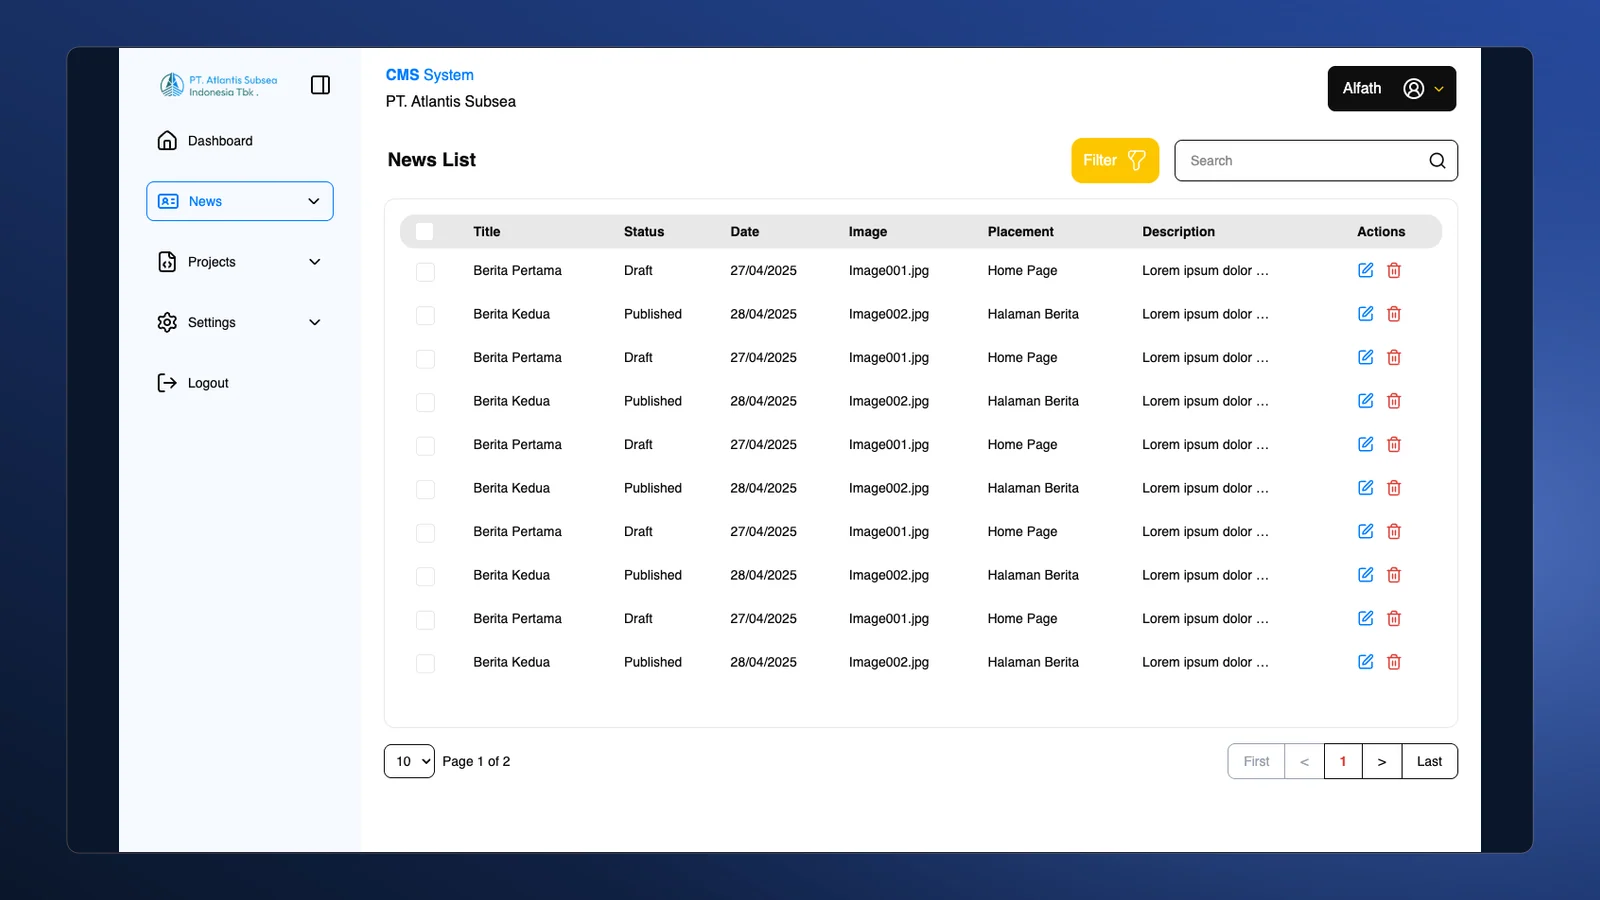 PT. Atlantis Subsea
Indonesia Tbk .
Dashboard
News
Projects
Settings
Logout
CMS System
PT. Atlantis Subsea
Alfath
News List
Filter
Search
Title Status Date Image Placement Description Actions
Berita Pertama Draft 27/04/2025 Image001.jpg Home Page Lorem ipsum dolor ...
Berita Kedua Published 28/04/2025 Image002.jpg Halaman Berita Lorem ipsum dolor ...
Berita Pertama Draft 27/04/2025 Image001.jpg Home Page Lorem ipsum dolor ...
Berita Kedua Published 28/04/2025 Image002.jpg Halaman Berita Lorem ipsum dolor ...
Berita Pertama Draft 27/04/2025 Image001.jpg Home Page Lorem ipsum dolor ...
Berita Kedua Published 28/04/2025 Image002.jpg Halaman Berita Lorem ipsum dolor ...
Berita Pertama Draft 27/04/2025 Image001.jpg Home Page Lorem ipsum dolor ...
Berita Kedua Published 28/04/2025 Image002.jpg Halaman Berita Lorem ipsum dolor ...
Berita Pertama Draft 27/04/2025 Image001.jpg Home Page Lorem ipsum dolor ...
Berita Kedua Published 28/04/2025 Image002.jpg Halaman Berita Lorem ipsum dolor ...
10 Page 1 of 2
First < 1 > Last